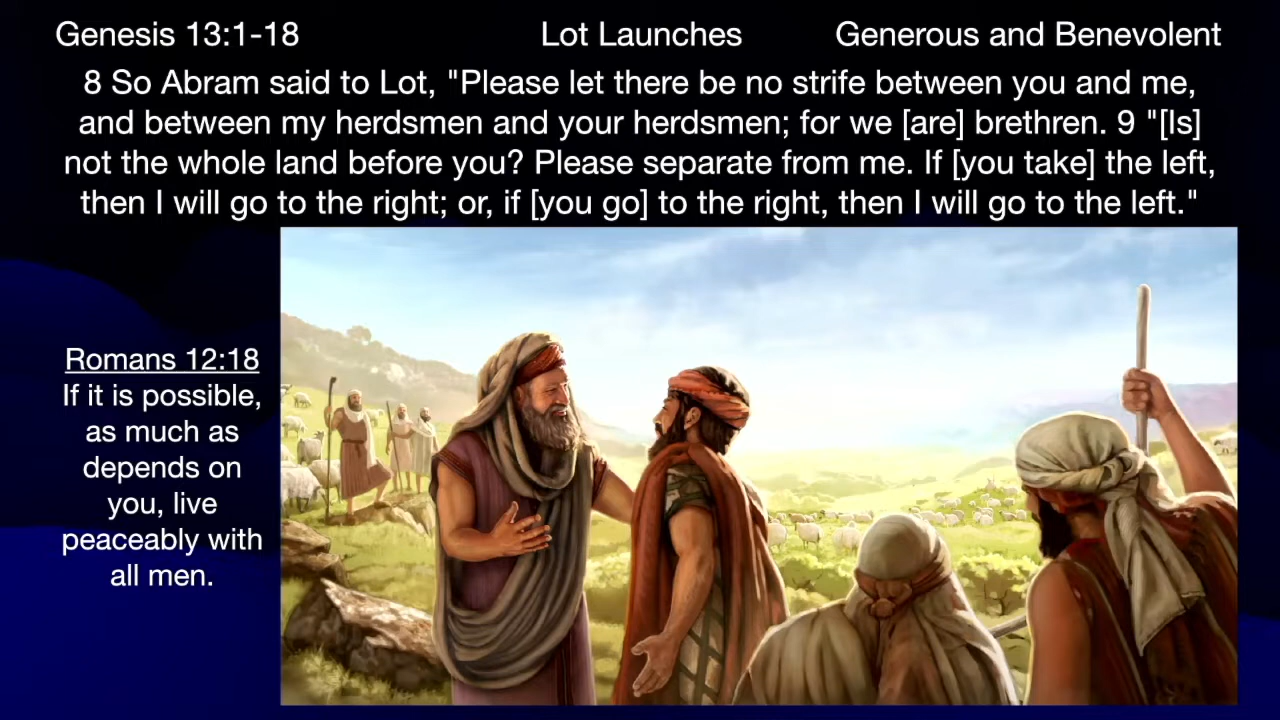 Genesis 13:1-18 Lot Launches Generous and Benevolent
8 So Abram said to Lot, "Please let there be no strife between you and me,
and between my herdsmen and your herdsmen; for we [are] brethren. 9 "[Is]
not the whole land before you? Please separate from me. If [you take] the left,
then I will go to the right; or, if [you go] to the right, then I will go to the left."
Romans 12:18
If it is possible,
as much as
depends on
you, live
peaceably with
all men.